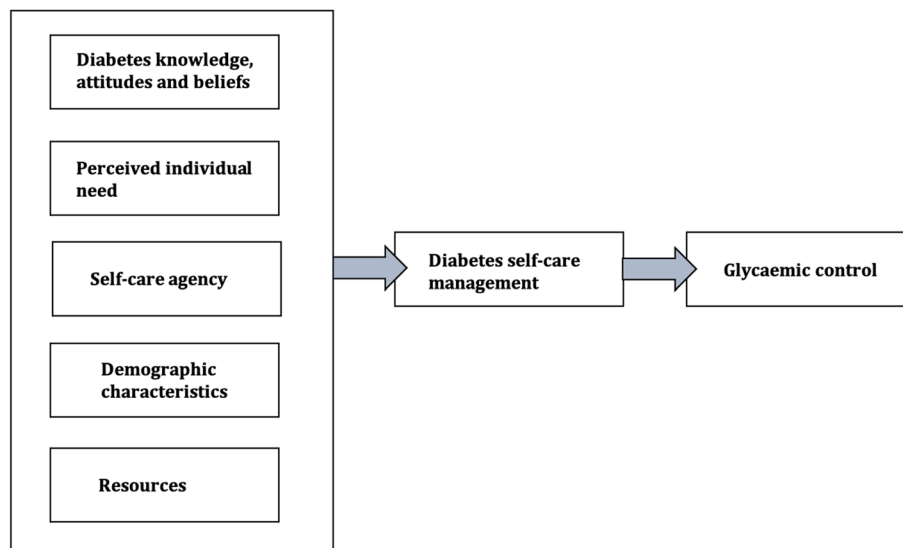 Diabetes knowledge,
attitudes and beliefs
Perceived individual
need
Self-care agency
Demographic
characteristics
Resources
Diabetes self-care
management
Glycaemic control